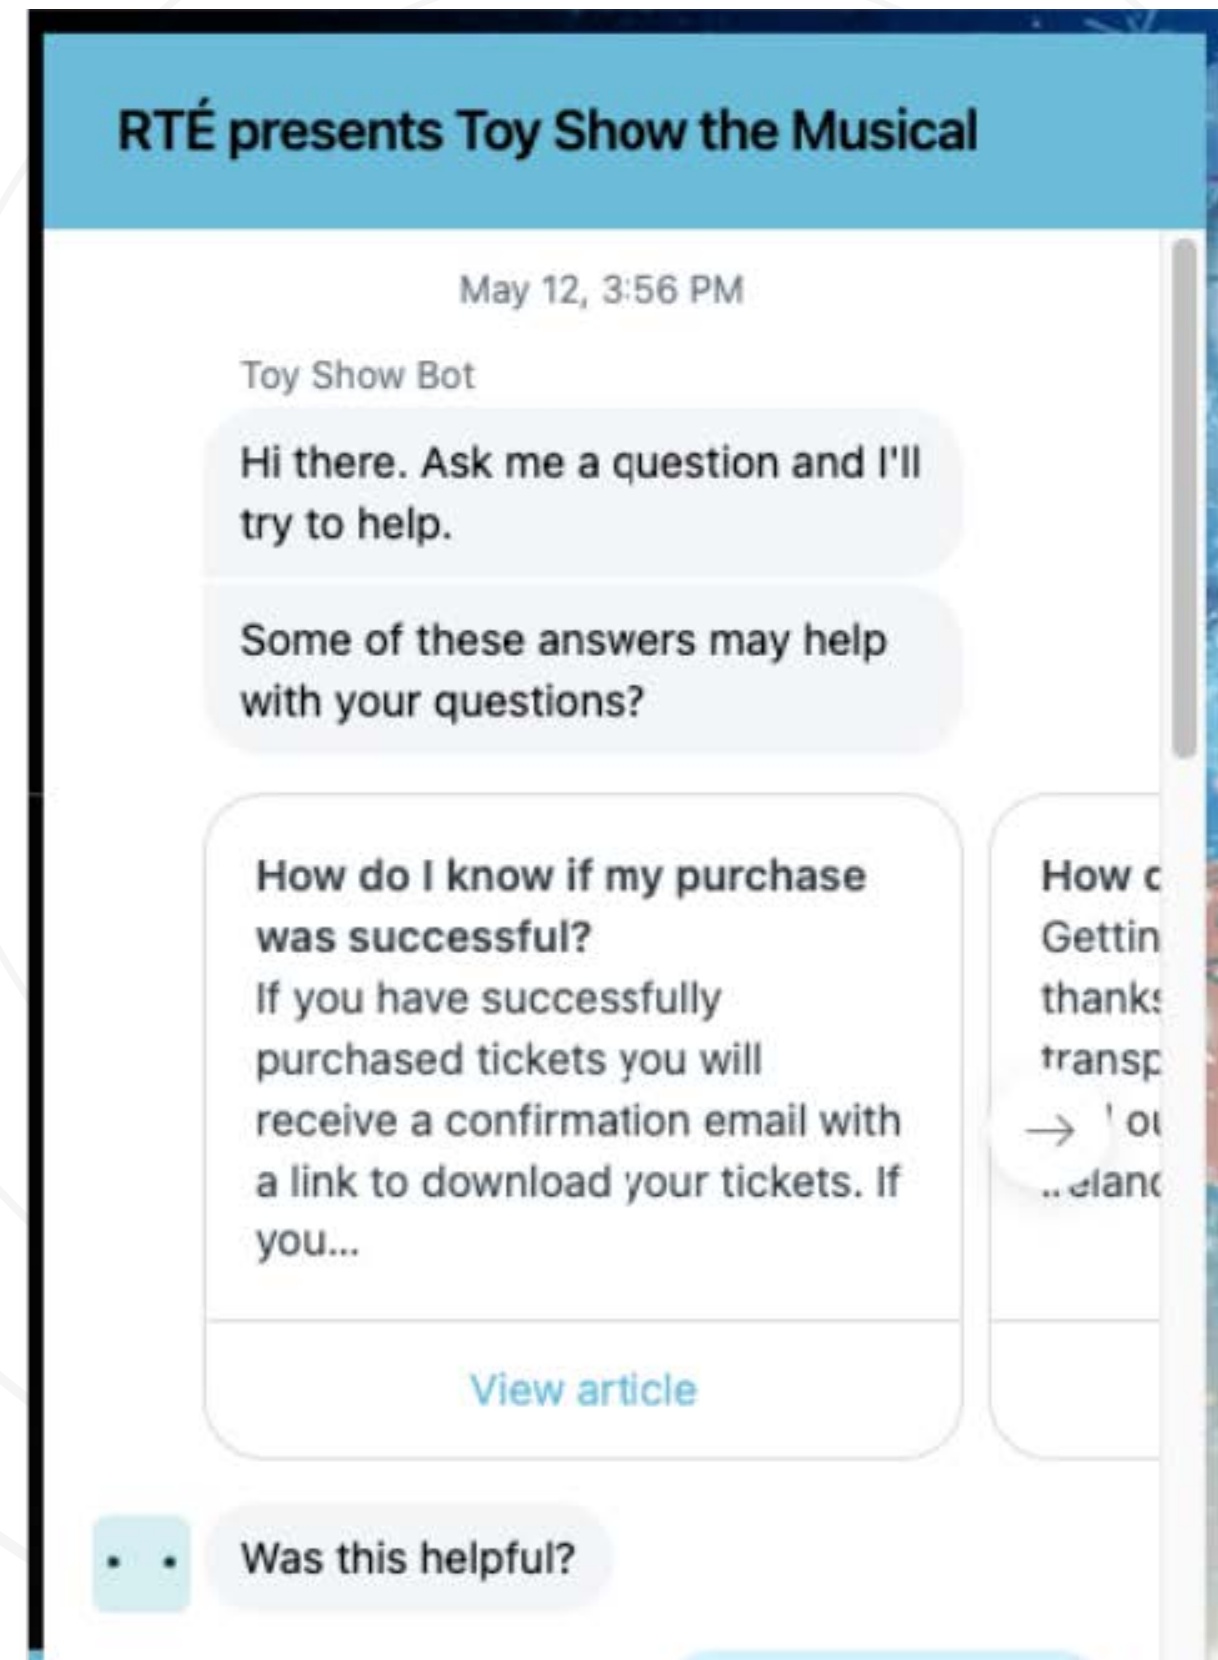 RTÉ presents Toy Show the Musical
May 12, 3:56 PM
Toy Show Bot
Hi there. Ask me a question and I'll
try to help.
Some of these answers may help
with your questions?
How do I know if my purchase
was successful?
If you have successfully
purchased tickets you will
receive a confirmation email with
a link to download your tickets. If
you...
View article
How
Was this helpful?